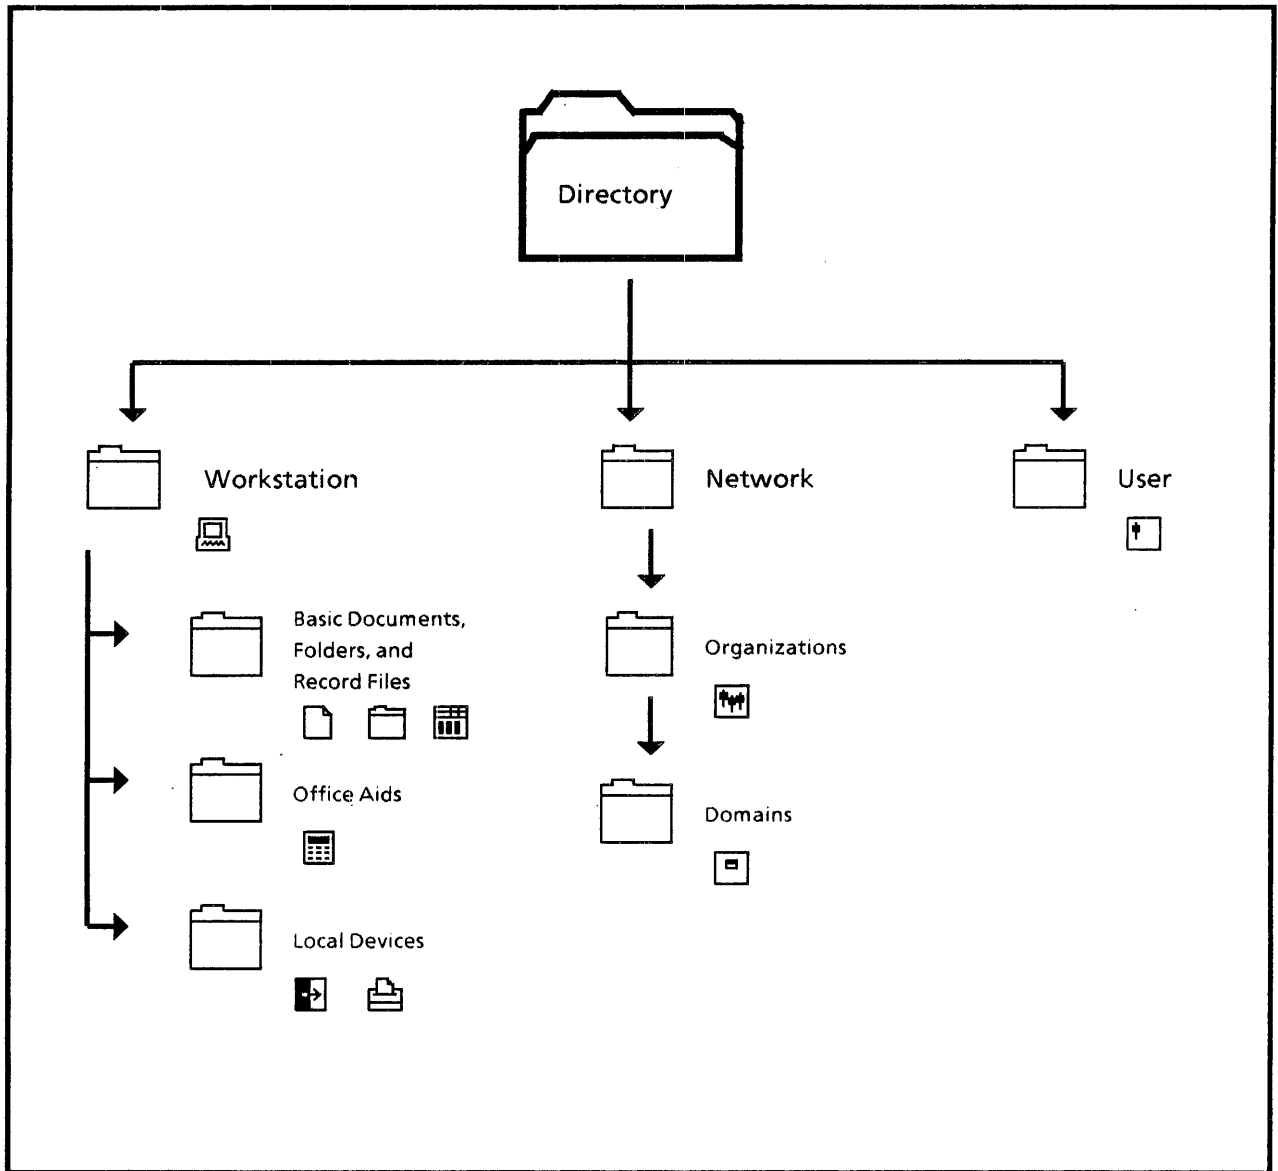 Directory
Workstation
Network
User
Basic Documents,
Folders, and
Record Files
Organizations
Office Aids
Domains
Local Devices